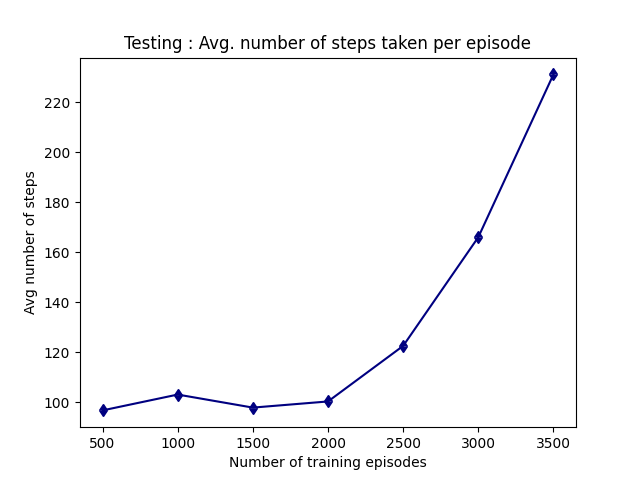 Testing : Avg. number of steps taken per episode
Avg number of steps
220
200
180
160
140
120
100
500 1000 1500 2000 2500 3000 3500
Number of training episodes